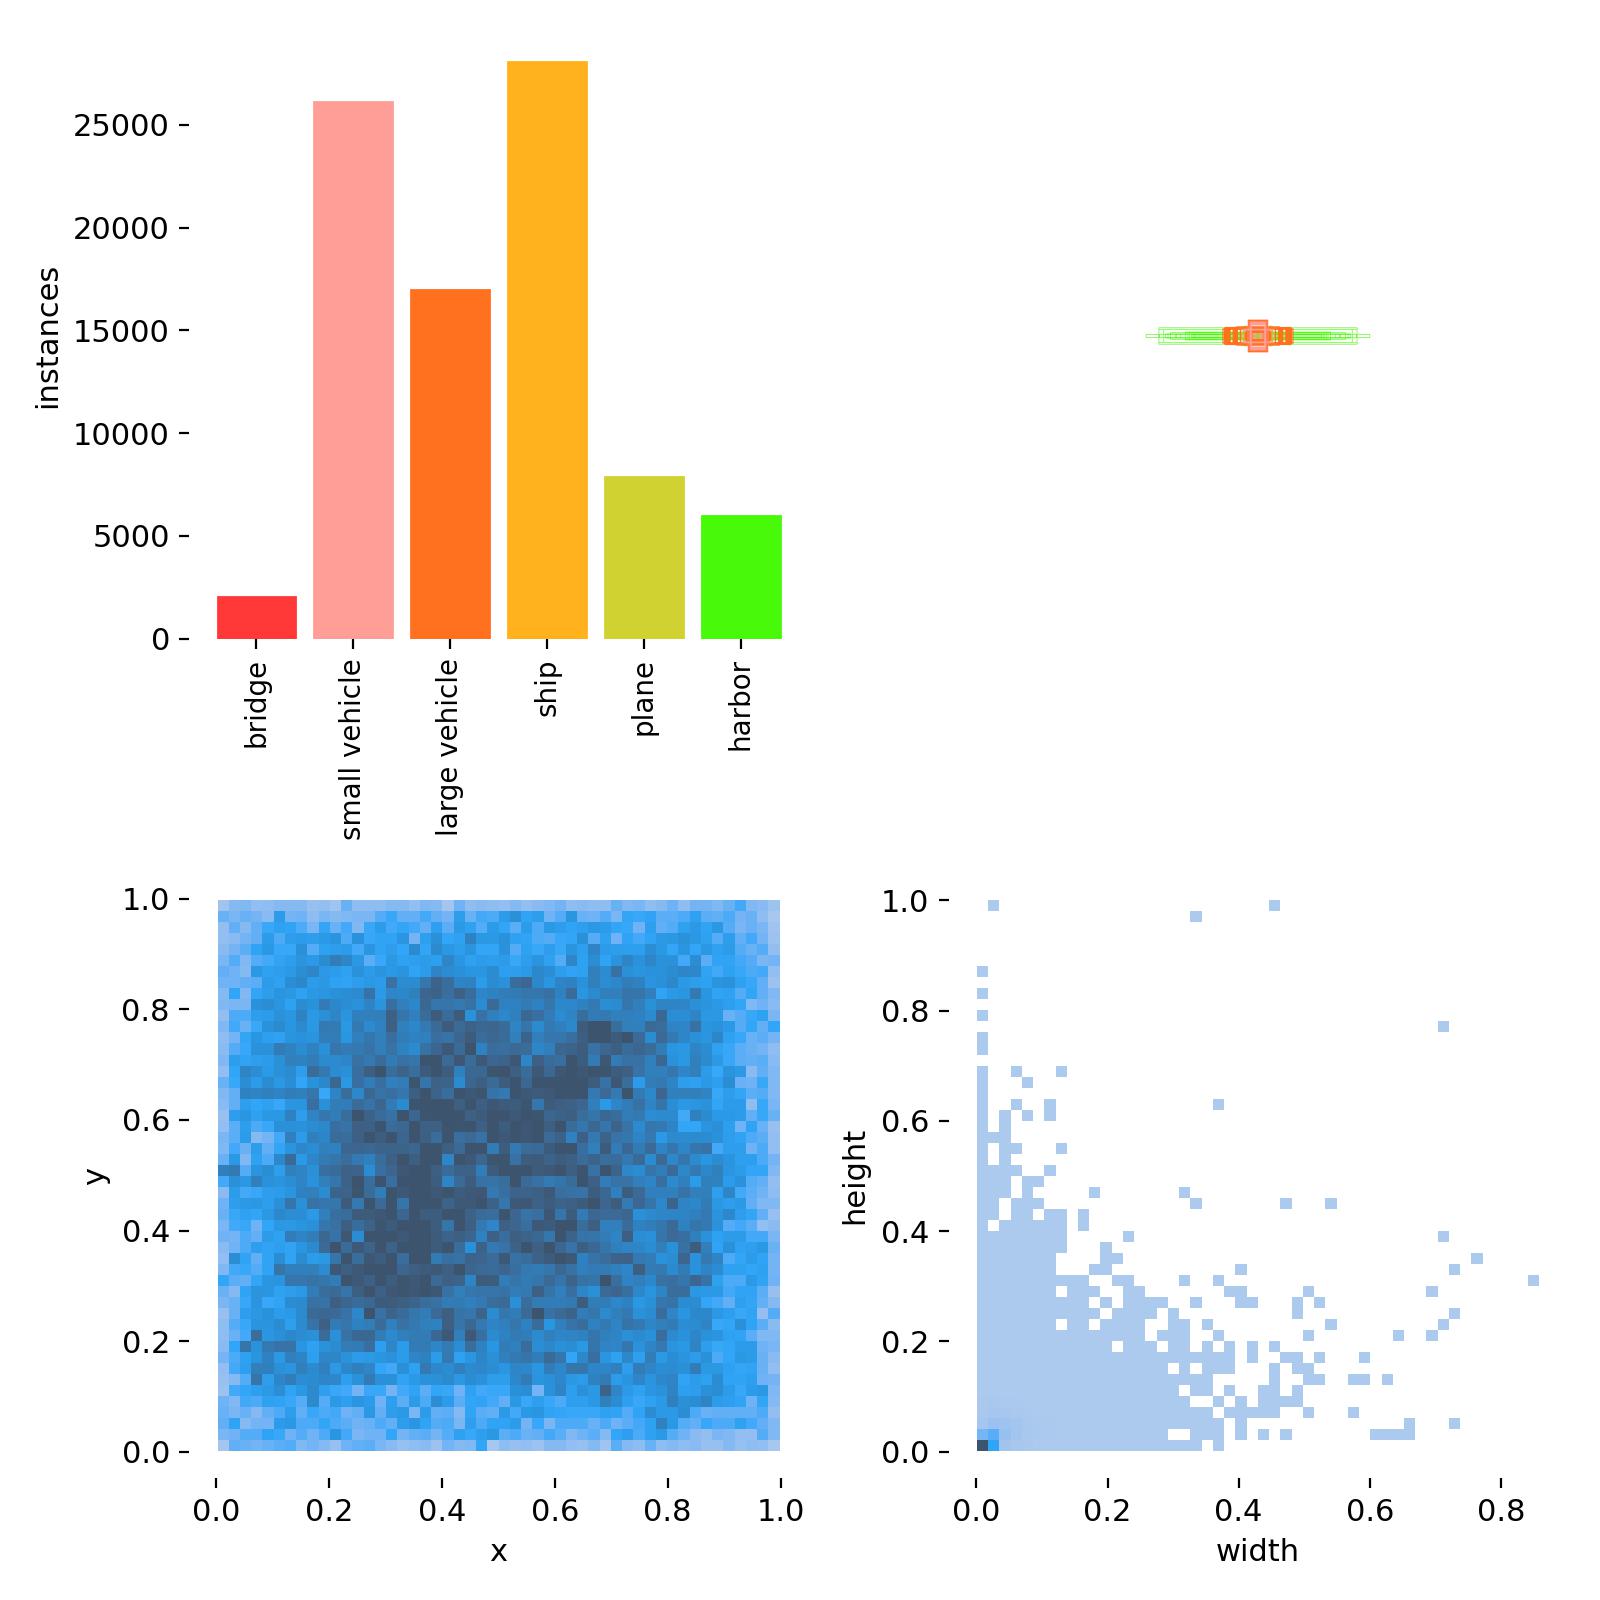 25000
20000
15000
10000
5000
0
instances
bridge
small vehicle
large vehicle
ship
plane
harbor
1.0
0.8
0.6
0.4
0.2
0.0
y
0.0 0.2 0.4 0.6 0.8 1.0
x
1.0
0.8
0.6
0.4
0.2
0.0
height
0.0 0.2 0.4 0.6 0.8
width